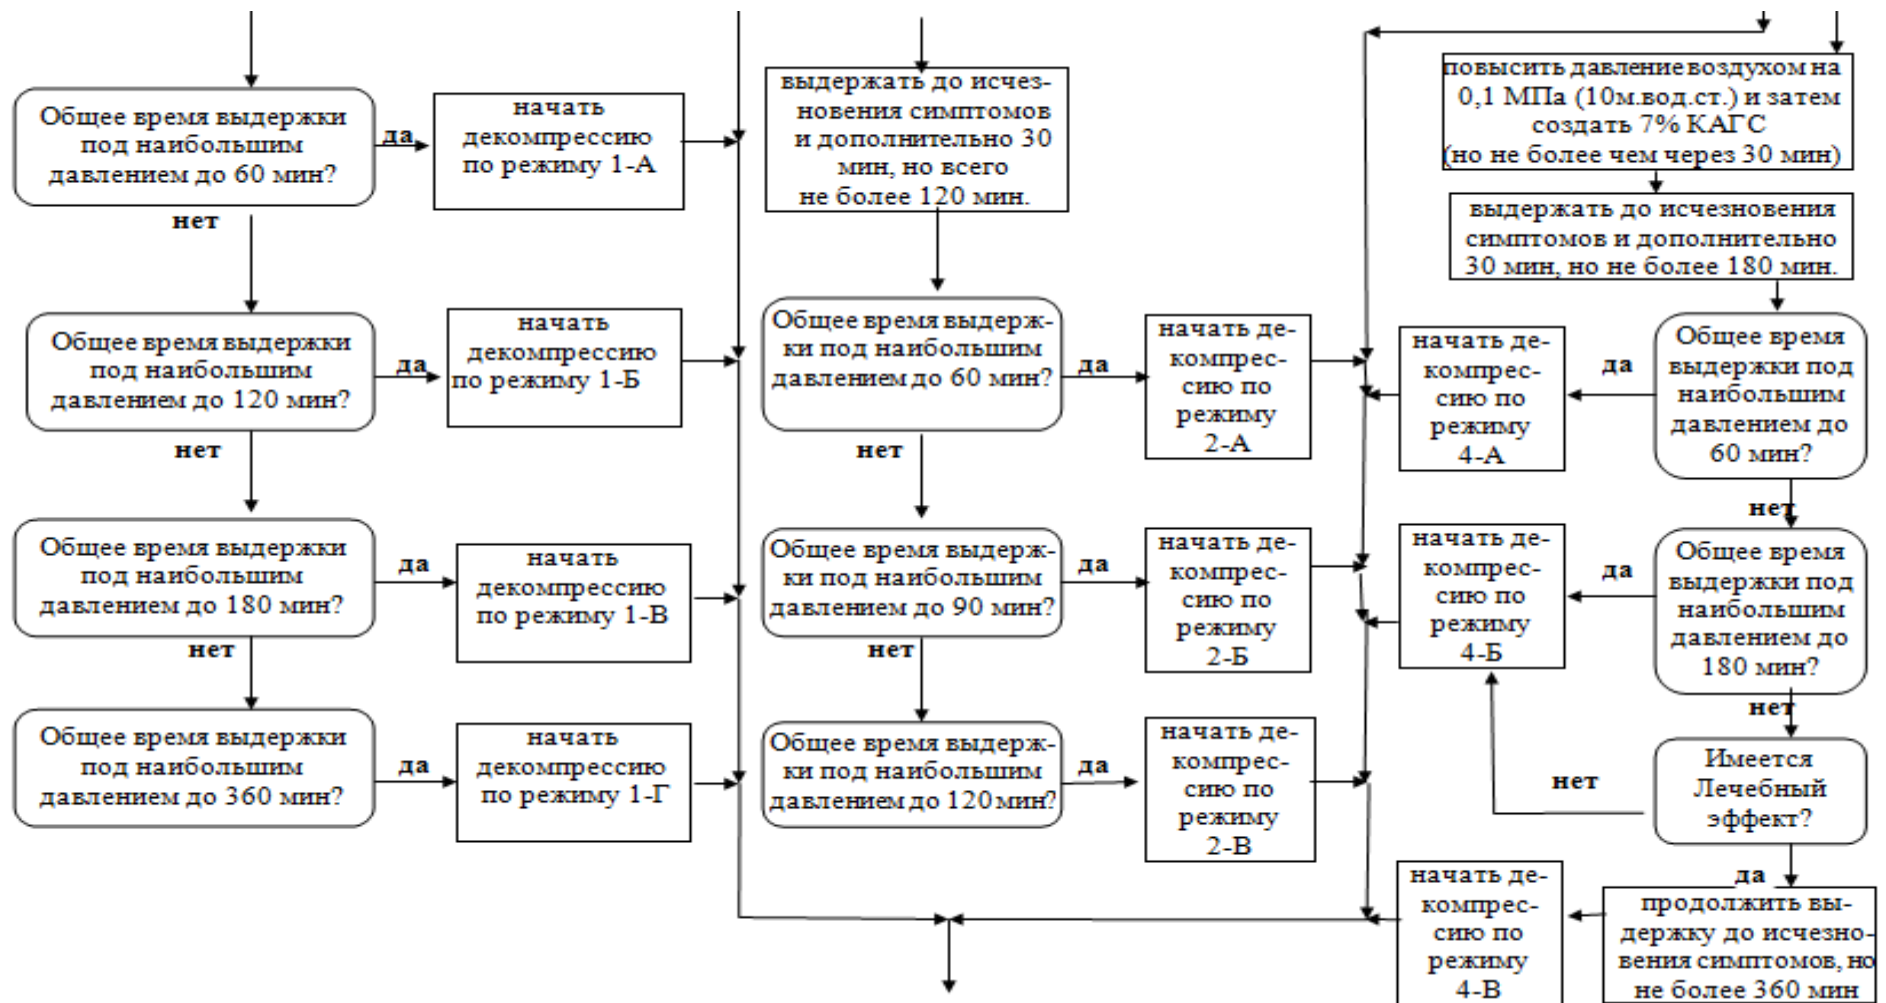 Общее время выдержки
под наибольшим
давлением до 60 мин?
да
начать
декомпрессию
по режиму 1-А
нет
Общее время выдержки
под наибольшим
давлением до 120 мин?
да
начать
декомпрессию
по режиму 1-Б
нет
Общее время выдержки
под наибольшим
давлением до 180 мин?
да
начать
декомпрессию
по режиму 1-В
нет
Общее время выдержки
под наибольшим
давлением до 360 мин?
да
начать
декомпрессию
по режиму 1-Г
выдержать до исчез-
новения симптомов
и дополнительно 30
мин, но всего
не более 120 мин.
Общее время выдерж-
ки под наибольшим
давлением до 60 мин?
да
начать де-
компрес-
сию по
режиму
2-А
нет
Общее время выдерж-
ки под наибольшим
давлением до 90 мин?
да
начать де-
компрес-
сию по
режиму
2-Б
нет
Общее время выдерж-
ки под наибольшим
давлением до 120 мин?
да
начать де-
компрес-
сию по
режиму
2-В
повысить давление воздухом на
0,1 МПа (10м.вод.ст.) и затем
создать 7% КАГС
(но не более чем через 30 мин)
выдержать до исчезновения
симптомов и дополнительно
30 мин, но не более 180 мин.
Общее время
выдержки под
наибольшим
давлением до
60 мин?
да
начать де-
компрес-
сию по
режиму
4-А
нет
Общее время
выдержки под
наибольшим
давлением до
180 мин?
да
начать де-
компрес-
сию по
режиму
4-Б
нет
Имеется
Лечебный
эффект?
нет
да
продолжить вы-
держку до исчезно-
вения симптомов, но
не более 360 мин
начать де-
компрес-
сию по
режиму
4-В